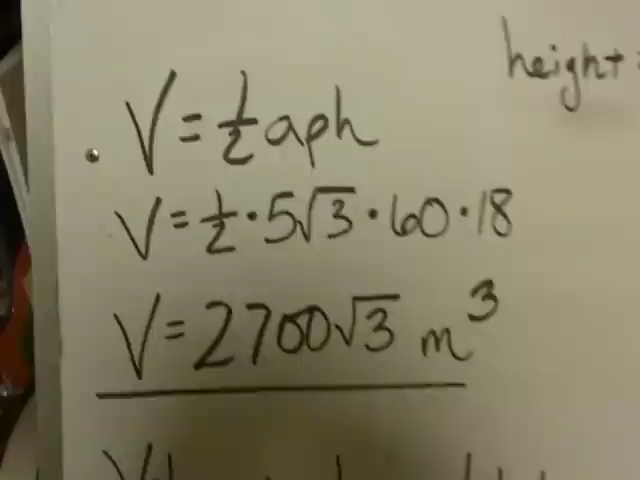 height
V = 1/2 aph
V = 1/2 · 5√3 · 60 · 18
V = 2700√3 m³